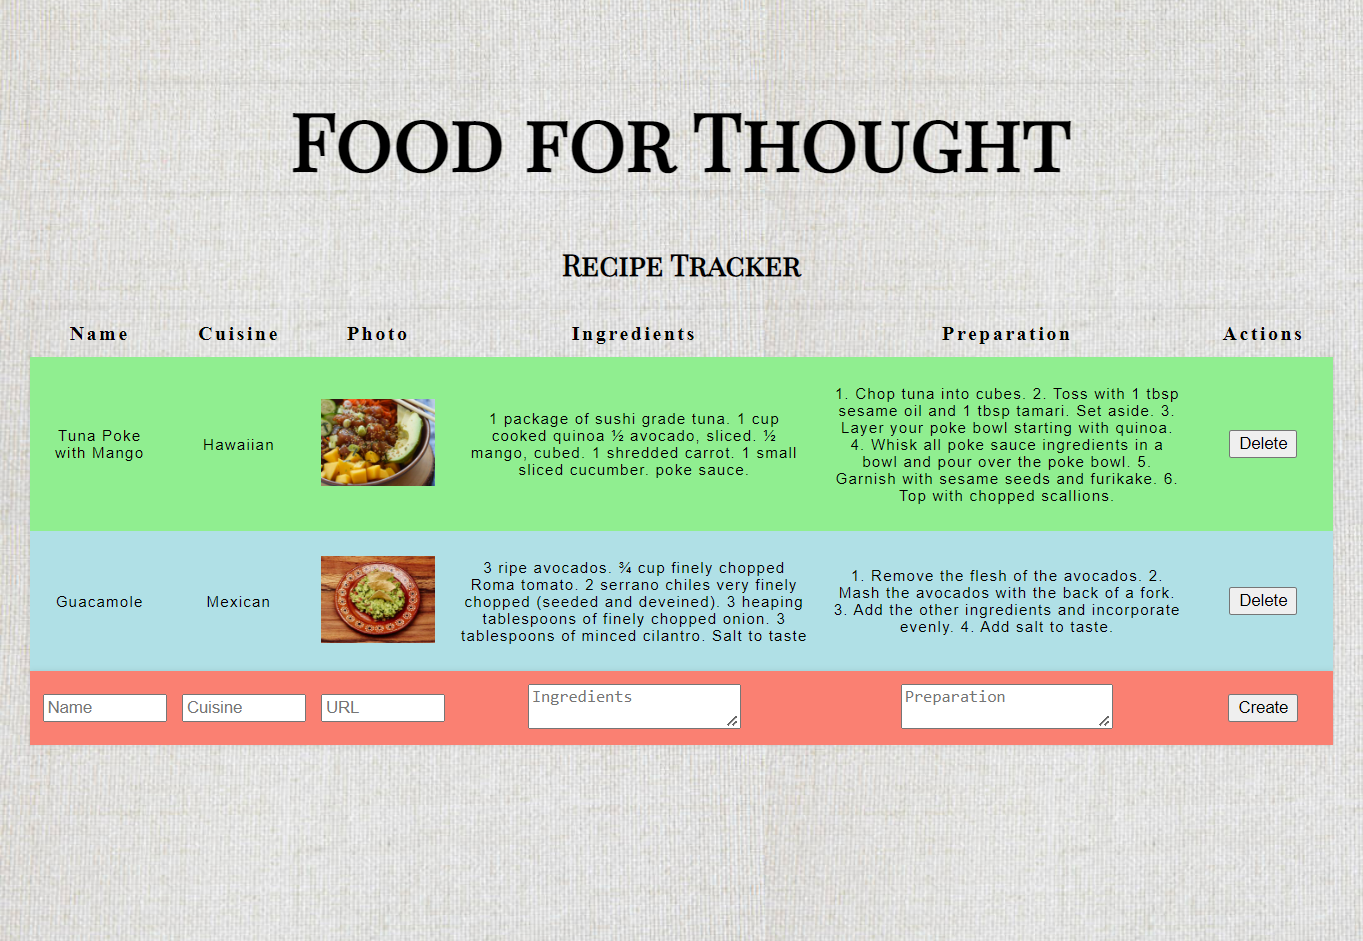 Food for Thought
Recipe Tracker
Name Cuisine Photo Ingredients Preparation Actions
Tuna Poke
with Mango
Hawaiian
1 package of sushi grade tuna. 1 cup
cooked quinoa ½ avocado, sliced. ½
mango, cubed. 1 shredded carrot. 1 small
sliced cucumber. poke sauce.
1. Chop tuna into cubes. 2. Toss with 1 tbsp
sesame oil and 1 tbsp tamari. Set aside. 3.
Layer your poke bowl starting with quinoa.
4. Whisk all poke sauce ingredients in a
bowl and pour over the poke bowl. 5.
Garnish with sesame seeds and furikake. 6.
Top with chopped scallions.
Delete
Guacamole
Mexican
3 ripe avocados. ¾ cup finely chopped
Roma tomato. 2 serrano chiles very finely
chopped (seeded and deveined). 3 heaping
tablespoons of finely chopped onion. 3
tablespoons of minced cilantro. Salt to taste
1. Remove the flesh of the avocados. 2.
Mash the avocados with the back of a fork.
3. Add the other ingredients and incorporate
evenly. 4. Add salt to taste.
Delete
Name Cuisine URL Ingredients Preparation Create